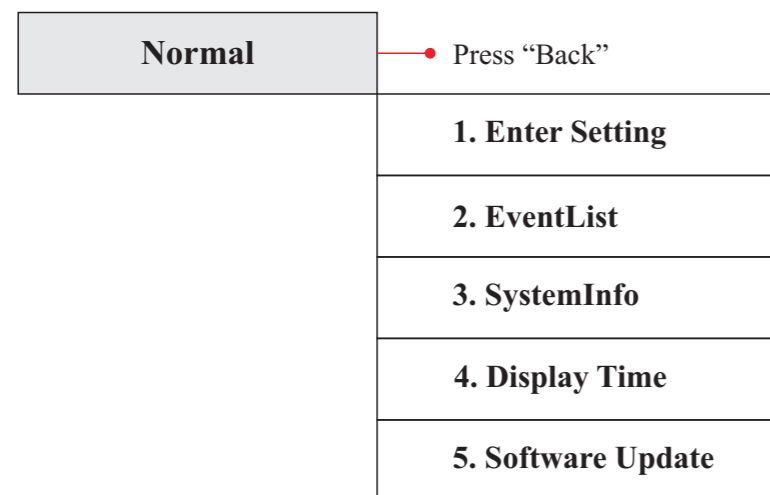 Normal
Press “Back”
1. Enter Setting
2. EventList
3. SystemInfo
4. Display Time
5. Software Update